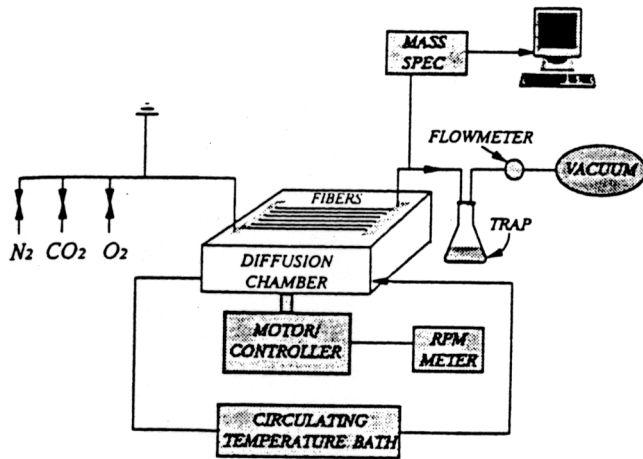 MASS
SPEC
FLOWMETER
VACUUM
FIBERS
N2 CO2 O2
TRAP
DIFFUSION
CHAMBER
MOTOR/
CONTROLLER
RPM
METER
CIRCULATING
TEMPERATURE BATH